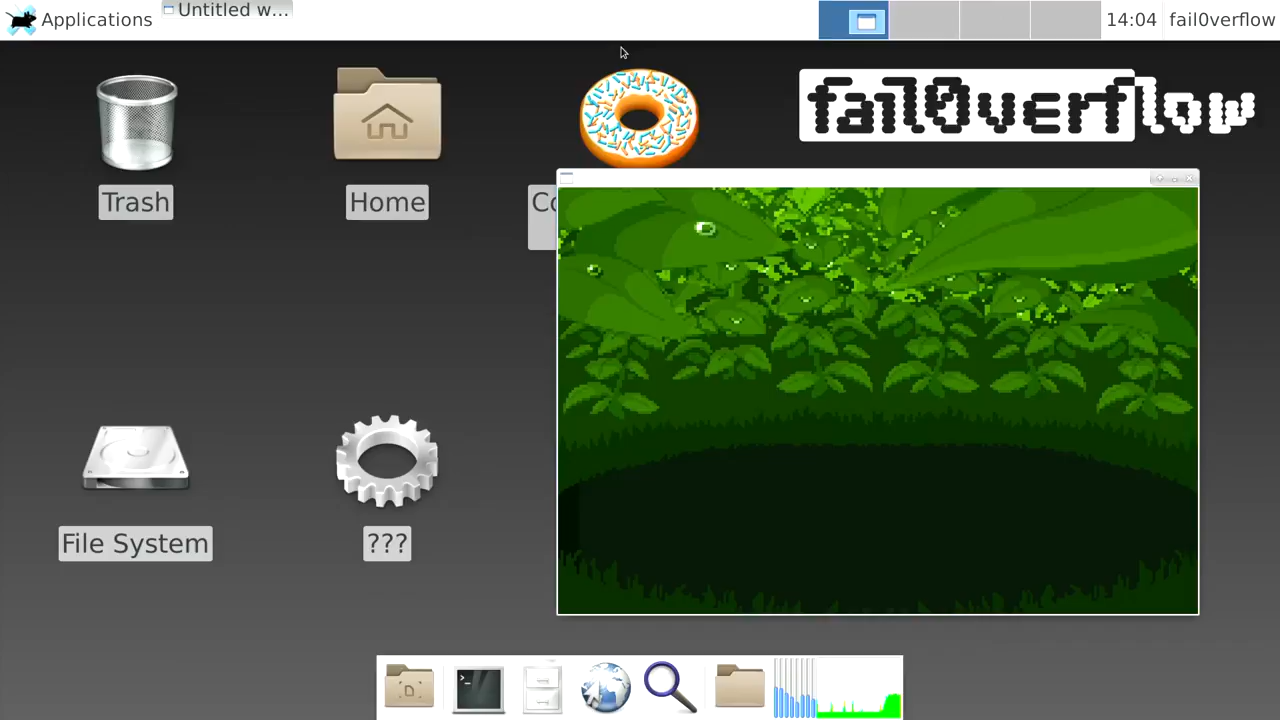 Applications
Untitled w...
14:04
fail0verflow
fail0verflow
Trash
Home
File System
???